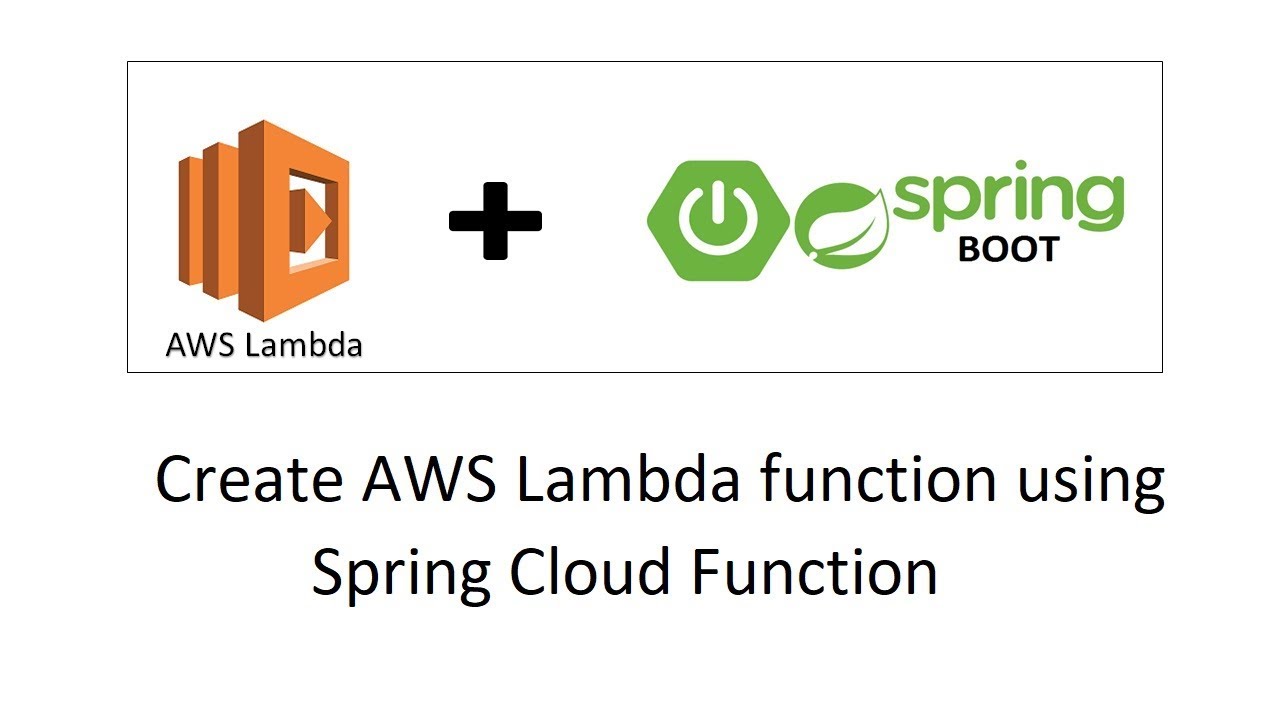 spring
BOOT
AWS Lambda
Create AWS Lambda function using
Spring Cloud Function